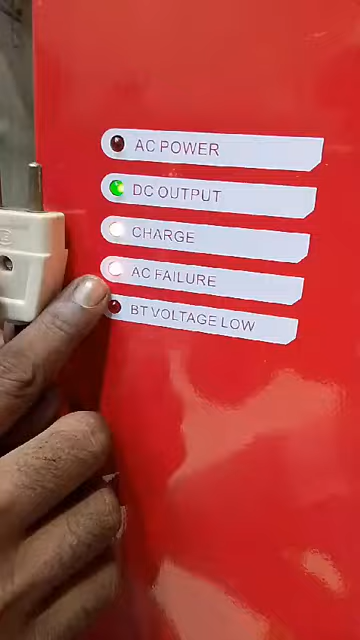 AC POWER
DC OUTPUT
CHARGE
AC FAILURE
BT VOLTAGE LOW